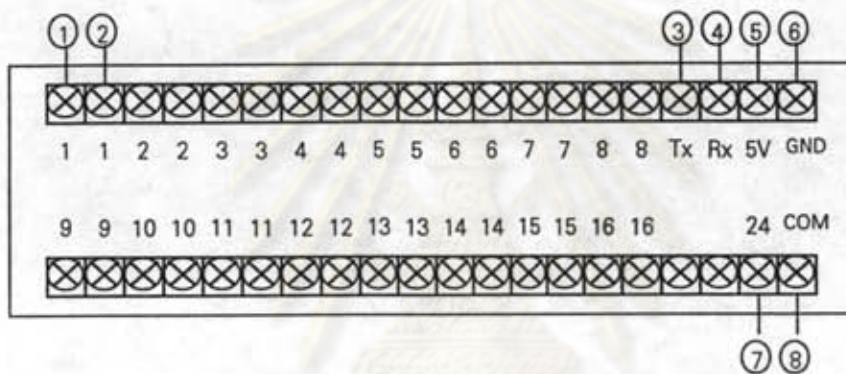 ① ② ③ ④ ⑤ ⑥
1 1 2 2 3 3 4 4 5 5 6 6 7 7 8 8 Tx Rx 5V GND
9 9 10 10 11 11 12 12 13 13 14 14 15 15 16 16 24 COM
⑦ ⑧